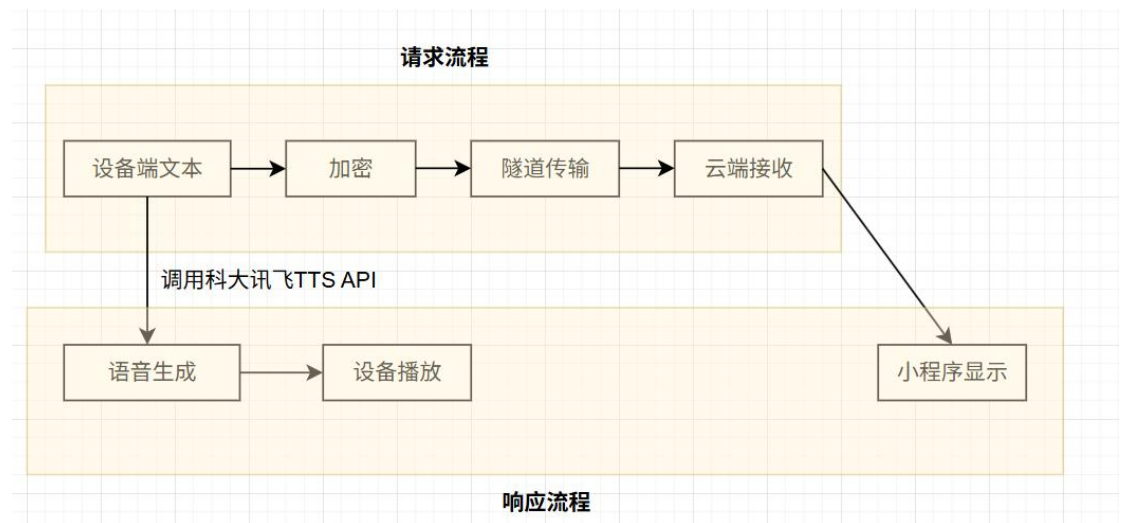 请求流程
设备端文本
加密
隧道传输
云端接收
调用科大讯飞TTS API
语音生成
设备播放
小程序显示
响应流程